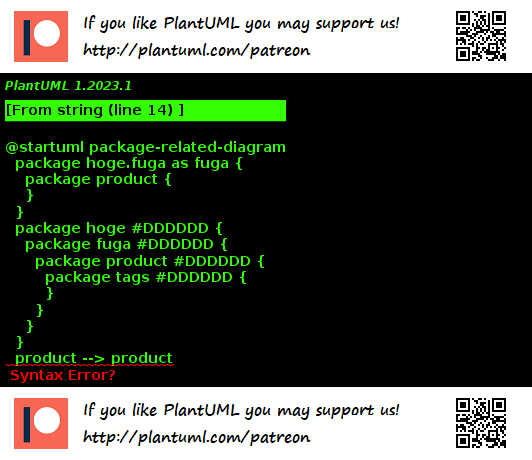 If you like PlantUML you may support us!
http://plantuml.com/patreon
PlantUML 1.2023.1
[From string (line 14) ]
@startuml package-related-diagram
package hoge.fuga as fuga {
package product {
}
}
package hoge #DDDDDD {
package fuga #DDDDDD {
package product #DDDDDD {
package tags #DDDDDD {
}
}
}
}
product --> product
Syntax Error?
If you like PlantUML you may support us!
http://plantuml.com/patreon